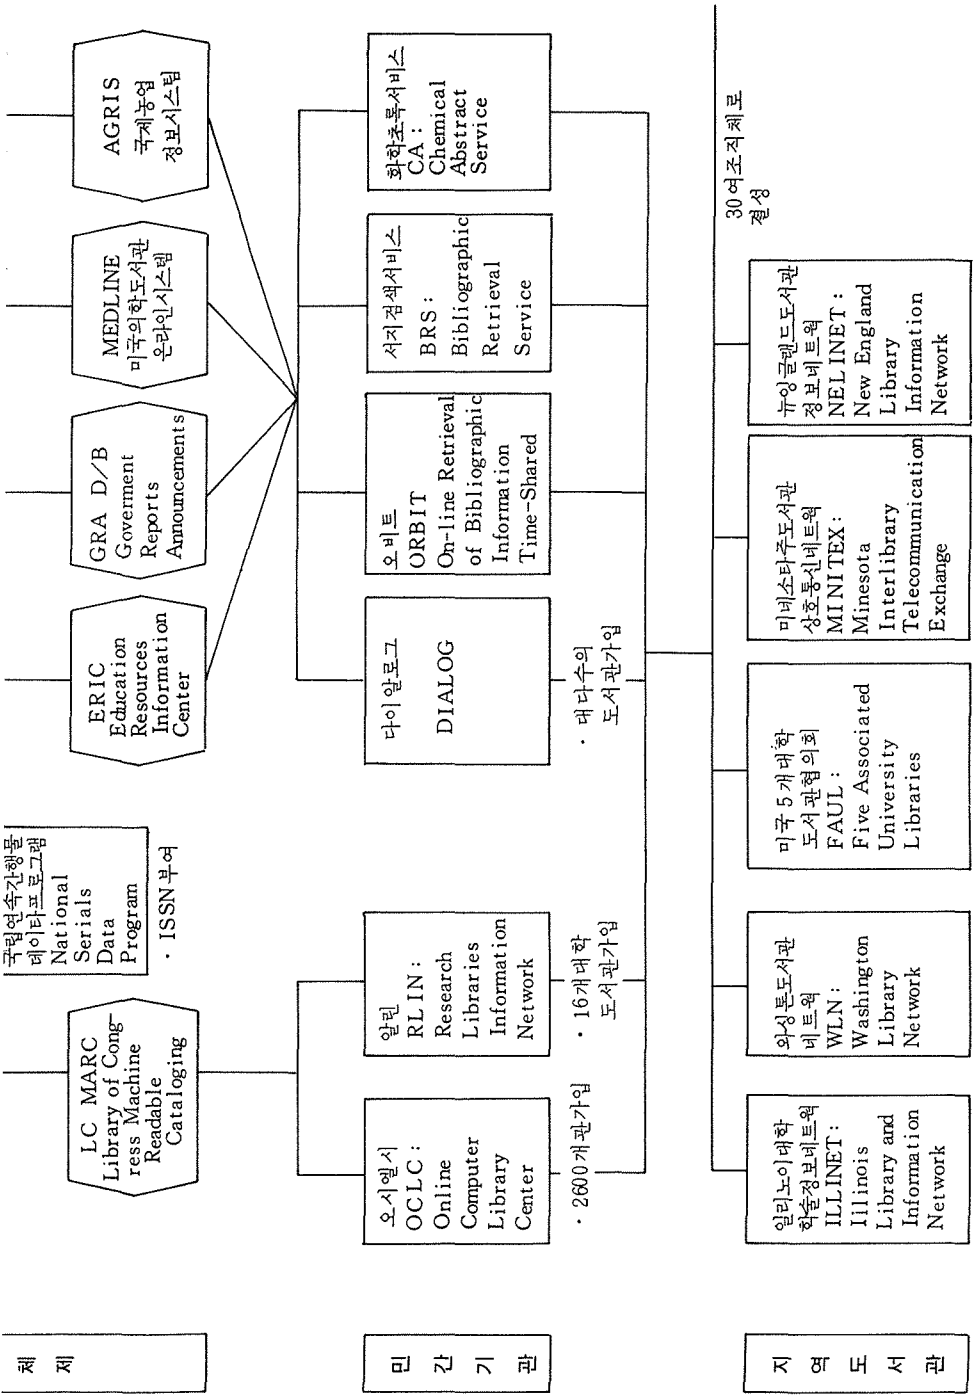 체
제
LC MARC
Library of Cong-
ress Machine
Readable
Cataloging
국립연속간행물
데이타프로그램
National
Serials
Data
Program
· ISSN부여
ERIC
Education
Resources
Information
Center
GRA D/B
Goverment
Reports
Announcements
MEDLINE
미국의학도서관
온라인시스템
AGRIS
국제농업
정보시스팀
민간기관
오시엘시
OCLC :
Online
Computer
Library
Center
· 2600개관가입
알린
RLIN :
Research
Libraries
Information
Network
· 16개대학
도서관가입
다이알로그
DIALOG
· 대다수의
도서관가입
오비트
ORBIT
On-line Retrieval
of Bibliographic
Information
Time-Shared
서지검색서비스
BRS :
Bibliographic
Retrieval
Service
화학초록서비스
CA :
Chemical
Abstract
Service
지역도서관
일리노이대학
학술정보네트웍
ILLINET :
Iillinois
Library and
Information
Network
와싱톤도서관
네트웍
WLN :
Washington
Library
Network
미국 5개대학
도서관협의회
FAUL :
Five Associated
University
Libraries
미네소타주도서관
상호통신네트웍
MINITEX :
Minesota
Interlibrary
Telecommunication
Exchange
뉴잉글랜드도서관
정보네트웍
NELINET :
New England
Library
Information
Network
30여조직체로
결성